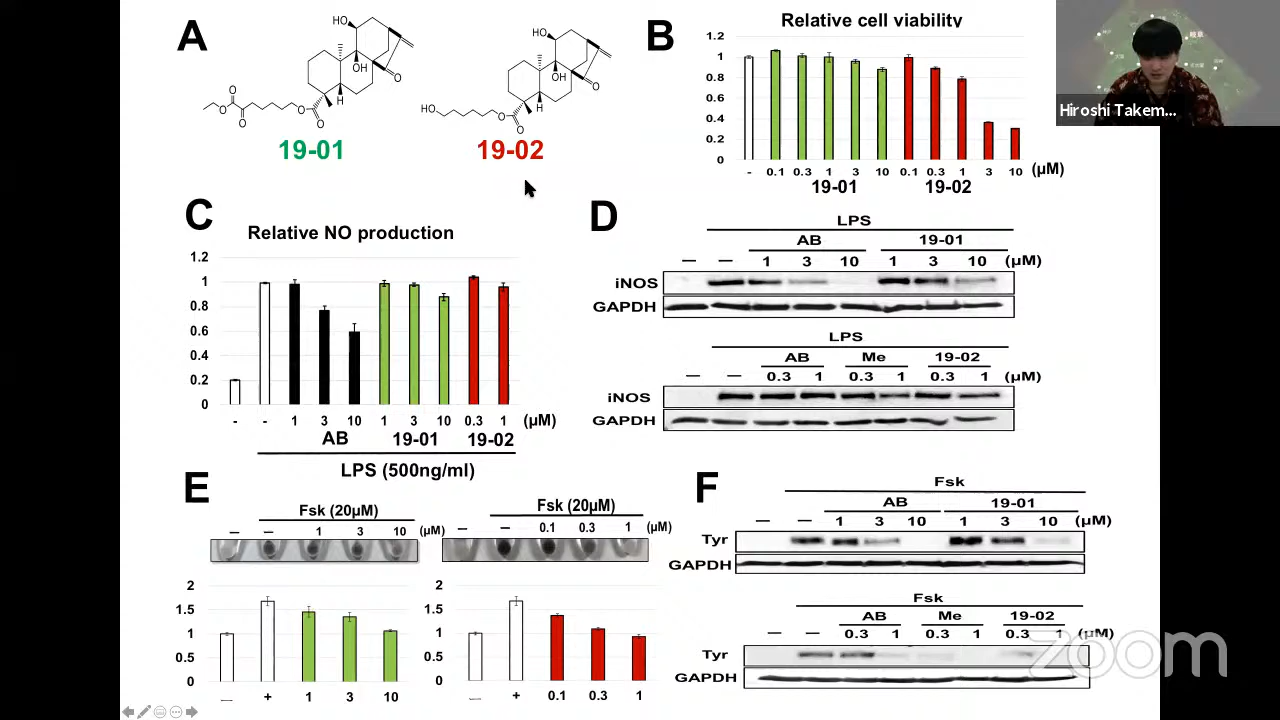 A
HO
OH
O
H
O
O
O
O
O
19-01
HO
OH
O
H
HO
O
O
19-02
B
Relative cell viability
1.2
1
0.8
0.6
0.4
0.2
0
- 0.1 0.3 1 3 10 0.1 0.3 1 3 10 (μM)
19-01 19-02
Hiroshi Takem...
C
Relative NO production
1.2
1
0.8
0.6
0.4
0.2
0
- - 1 3 10 1 3 10 0.3 1 (μM)
AB 19-01 19-02
LPS (500ng/ml)
D
LPS
AB 19-01
— — 1 3 10 1 3 10 (μM)
iNOS
GAPDH
LPS
AB Me 19-02
— — 0.3 1 0.3 1 0.3 1 (μM)
iNOS
GAPDH
E
Fsk (20μM)
— — 1 3 10 (μM)
2
1.5
1
0.5
0
— + 1 3 10
Fsk (20μM)
— — 0.1 0.3 1 (μM)
2
1.5
1
0.5
0
— + 0.1 0.3 1
F
Fsk
AB 19-01
— — 1 3 10 1 3 10 (μM)
Tyr
GAPDH
Fsk
AB Me 19-02
— — 0.3 1 0.3 1 0.3 1 (μM)
Tyr
GAPDH
zoom